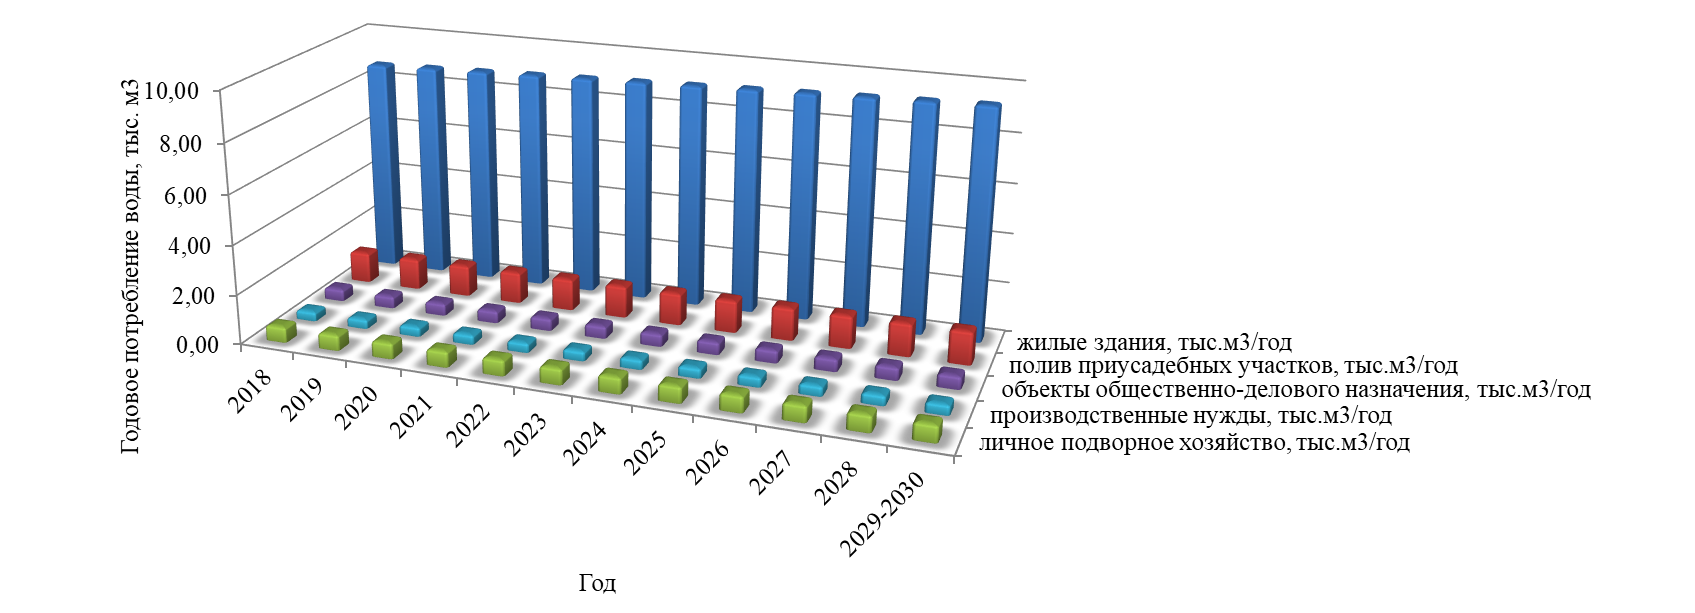 Годовое потребление воды, тыс. м3
10,00
8,00
6,00
4,00
2,00
0,00
2018
2019
2020
2021
2022
2023
2024
2025
2026
2027
2028
2029-2030
Год
жилые здания, тыс.м3/год
полив приусадебных участков, тыс.м3/год
объекты общественно-делового назначения, тыс.м3/год
производственные нужды, тыс.м3/год
личное подворное хозяйство, тыс.м3/год